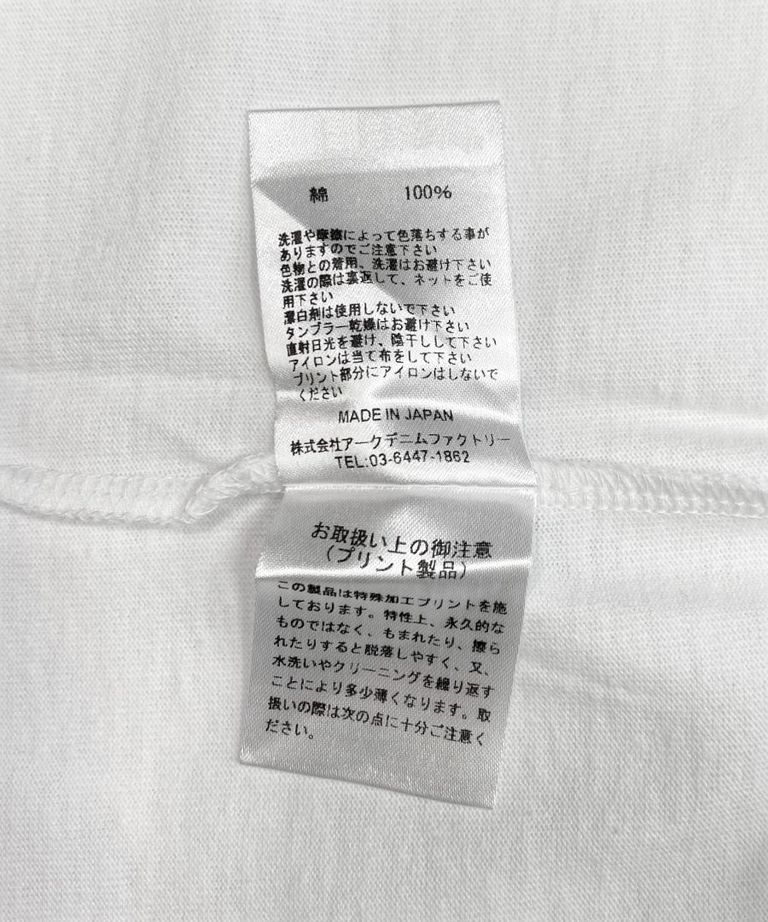 綿 100%
洗濯や摩擦によって色落ちする事が
ありますのでご注意下さい
色物との着用、洗濯はお避け下さい
洗濯の際は裏返して、ネットをご使
用下さい
漂白剤は使用しないで下さい
タンブラー乾燥はお避け下さい
直射日光を避け、陰干しして下さい
アイロンは当て布をして下さい
プリント部分にアイロンはしないで
ください
MADE IN JAPAN
株式会社アークデニムファクトリー
TEL:03-6447-1862
お取扱い上の御注意
（プリント製品）
この製品は特殊加工プリントを施
しております。特性上、永久的な
ものではなく、もまれたり、擦ら
れたりすると脱落しやすく、又、
水洗いやクリーニングを繰り返す
ことにより多少薄くなります。取
扱いの際は次の点に十分ご注意く
ださい。